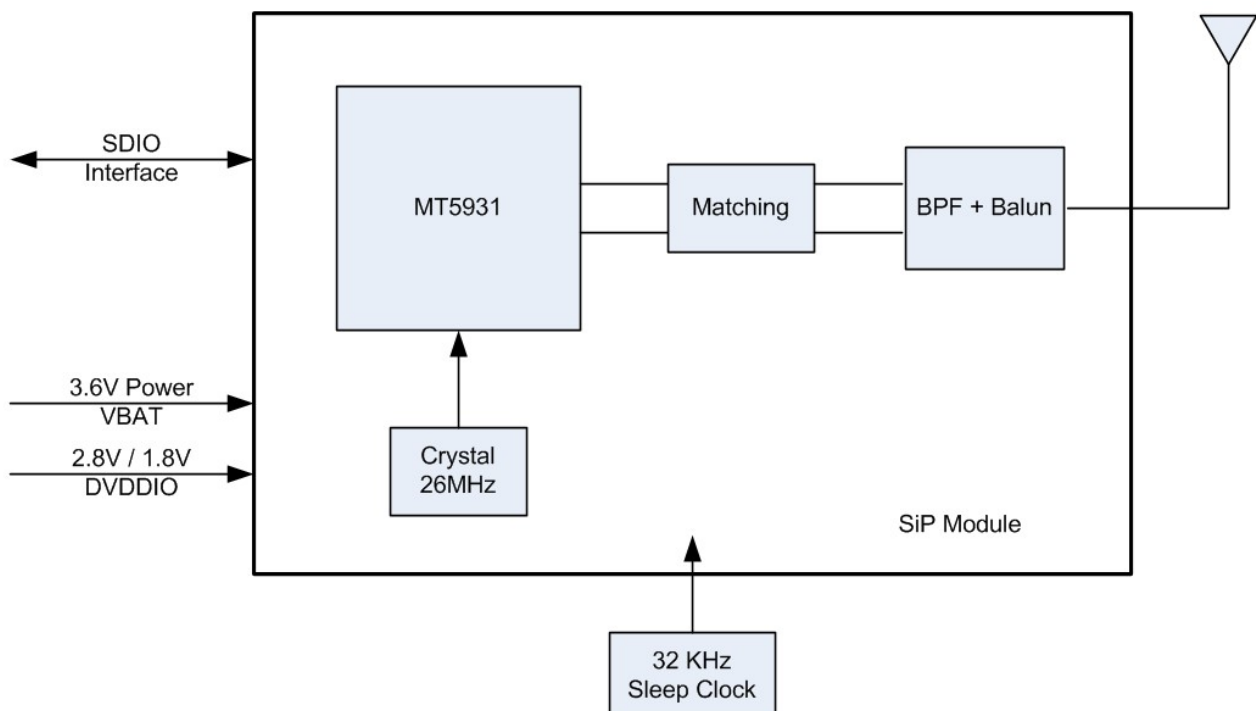 SDIO
Interface
MT5931
Matching
BPF + Balun
3.6V Power
VBAT
2.8V / 1.8V
DVDDIO
Crystal
26MHz
SiP Module
32 KHz
Sleep Clock